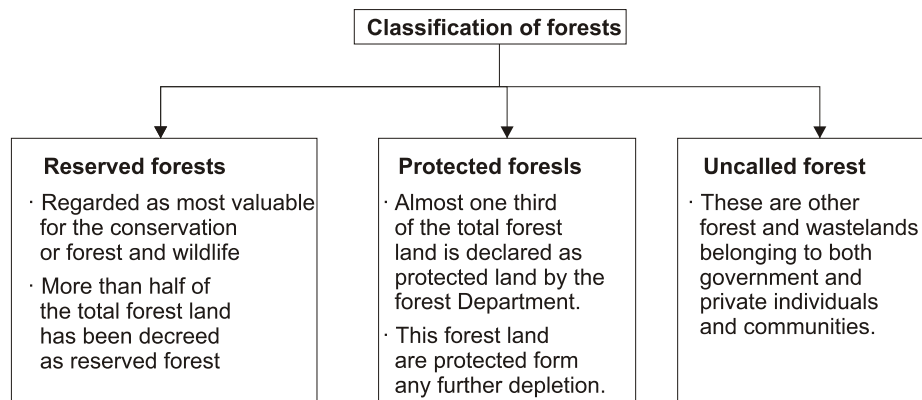 Classification of forests
Reserved forests
· Regarded as most valuable
for the conservation
or forest and wildlife
· More than half of
the total forest land
has been decreed
as reserved forest
Protected foresls
· Almost one third
of the total forest
land is declared as
protected land by the
forest Department.
· This forest land
are protected form
any further depletion.
Uncalled forest
· These are other
forest and wastelands
belonging to both
government and
private individuals
and communities.